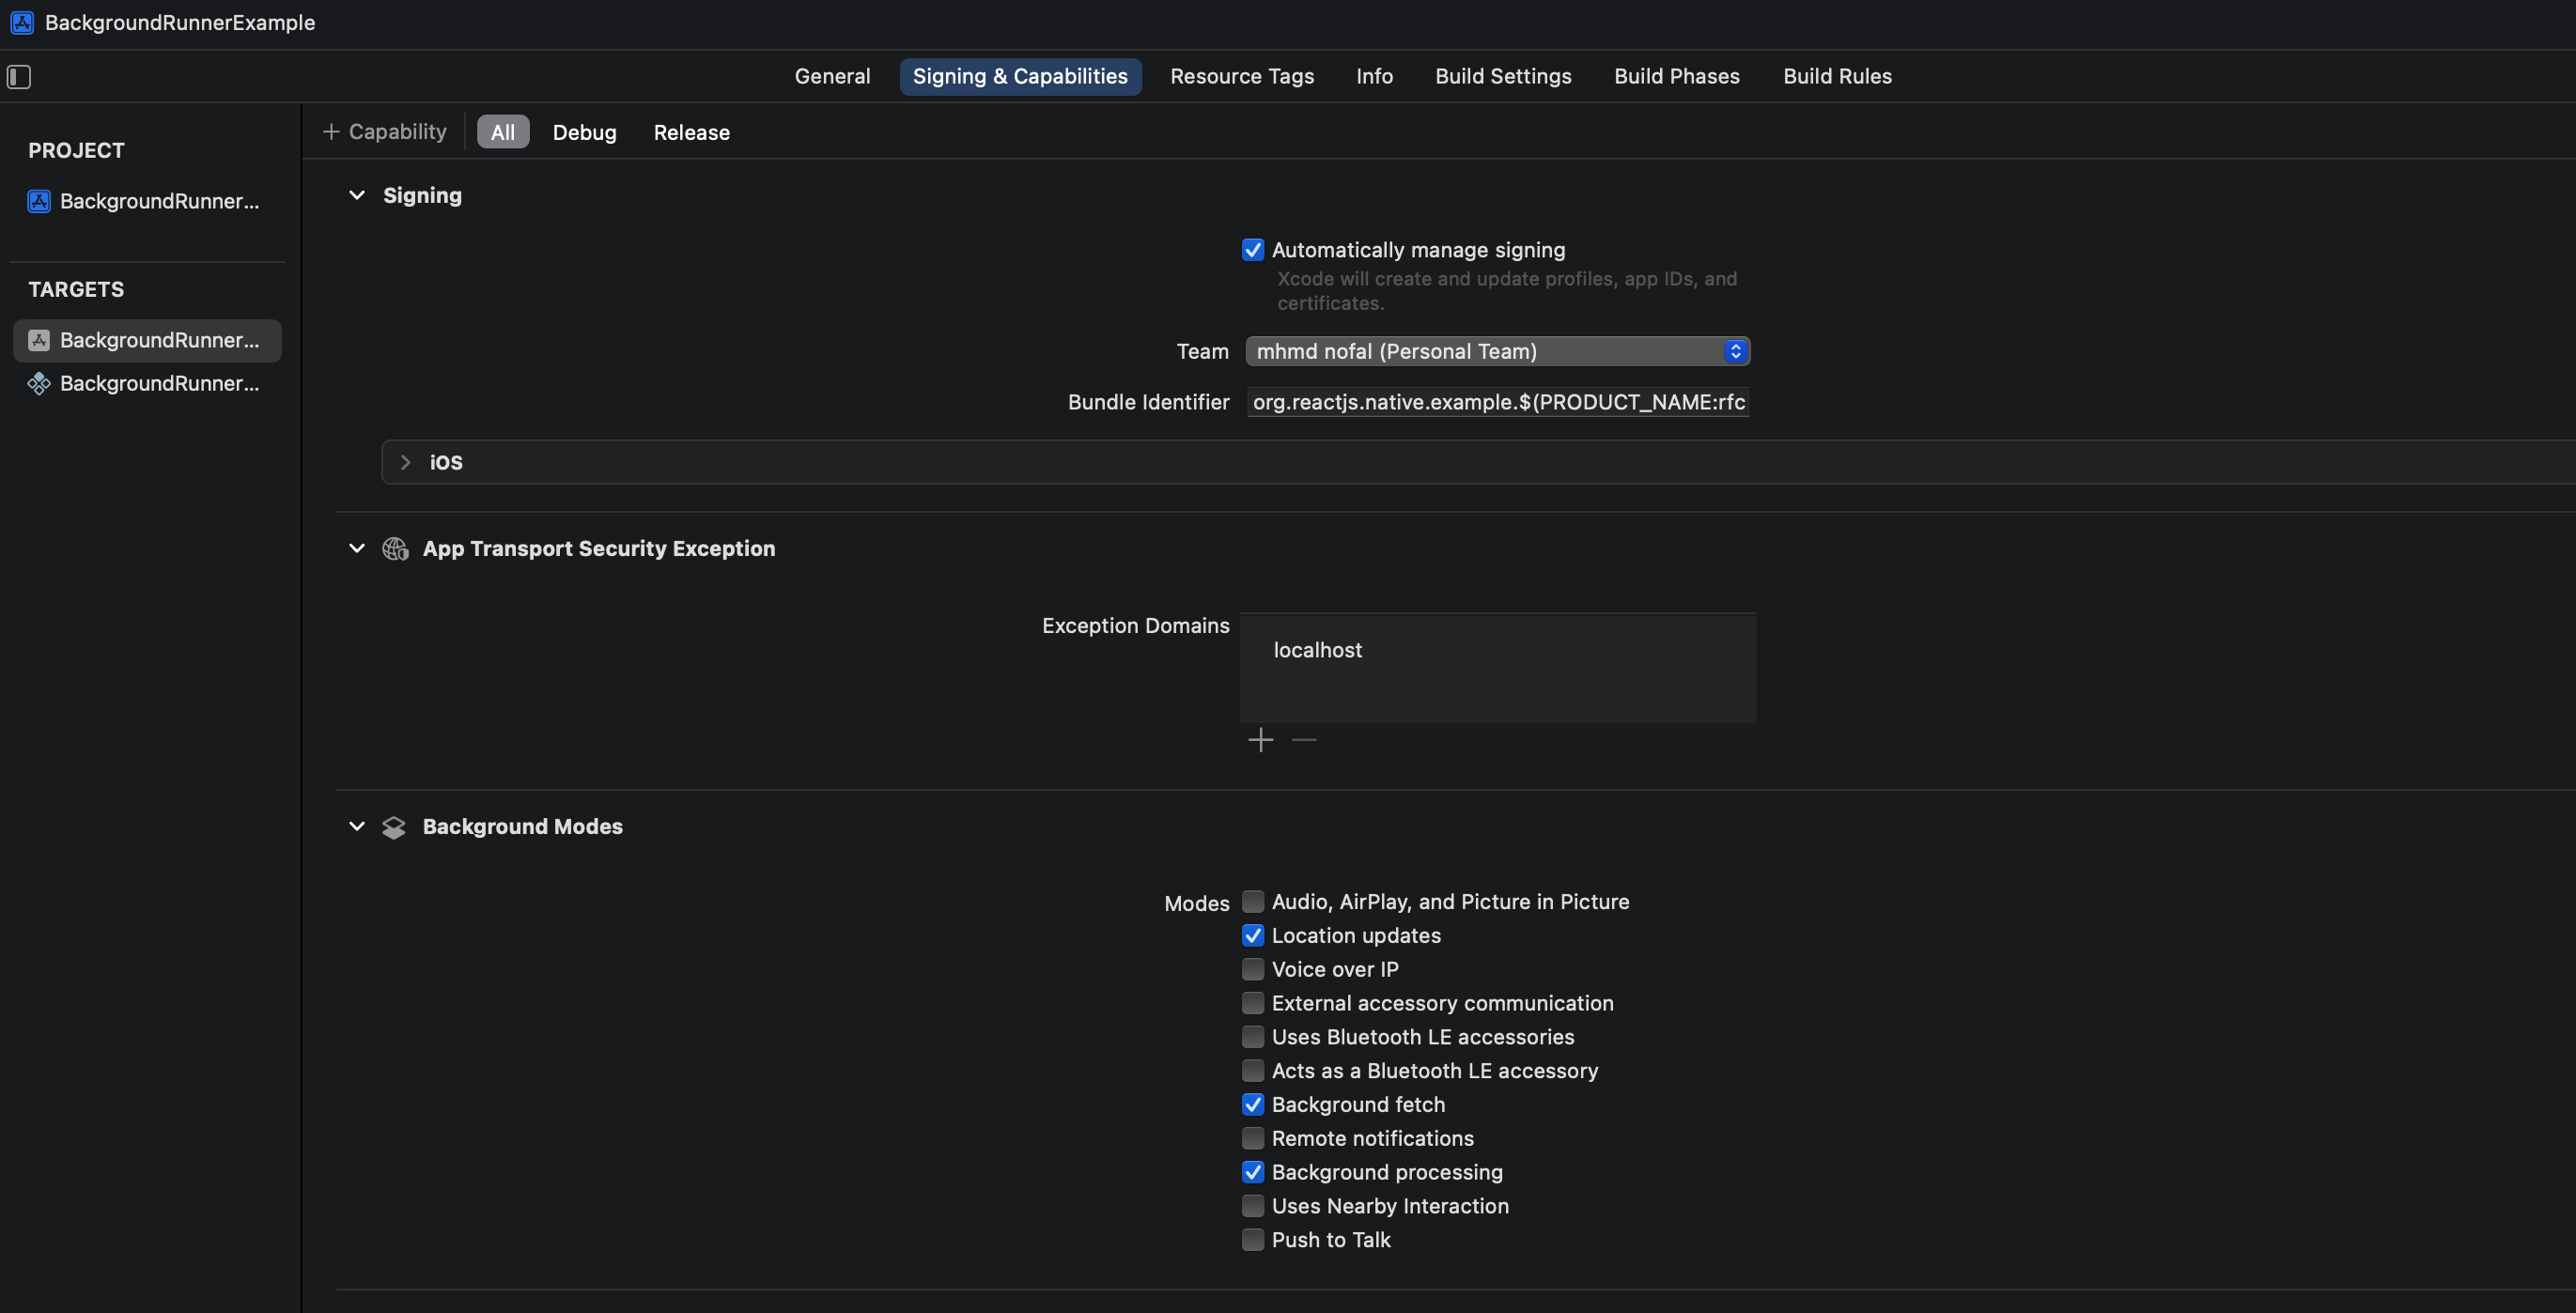 BackgroundRunnerExample
General Signing & Capabilities Resource Tags Info Build Settings Build Phases Build Rules
+ Capability All Debug Release
PROJECT
BackgroundRunner...
TARGETS
BackgroundRunner...
BackgroundRunner...
Signing
Automatically manage signing
Xcode will create and update profiles, app IDs, and
certificates.
Team mhmd nofal (Personal Team)
Bundle Identifier org.reactjs.native.example.$(PRODUCT_NAME:rfc
iOS
App Transport Security Exception
Exception Domains
localhost
Background Modes
Modes Audio, AirPlay, and Picture in Picture
Location updates
Voice over IP
External accessory communication
Uses Bluetooth LE accessories
Acts as a Bluetooth LE accessory
Background fetch
Remote notifications
Background processing
Uses Nearby Interaction
Push to Talk